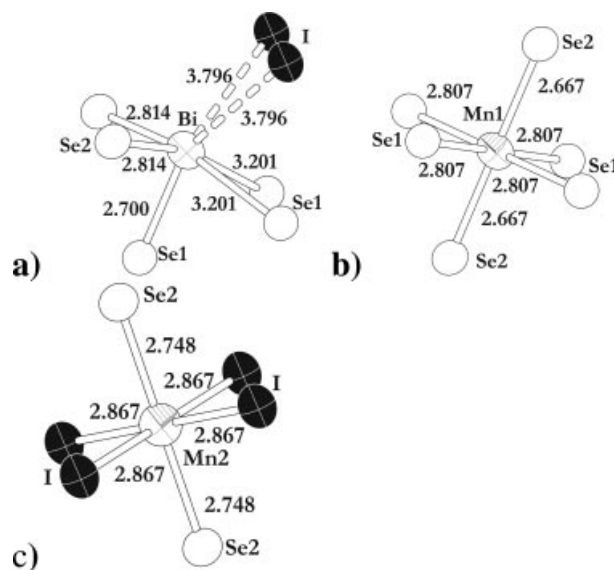 I
3.796
3.796
Bi
2.814
Se2
2.814
3.201
2.700
3.201
Se1
Se1
a)
Se2
2.667
2.807
Mn1
Se1
2.807
2.807
2.807
Se1
2.667
Se2
b)
Se2
2.748
2.867
I
2.867
2.867
Mn2
I
2.867
2.748
Se2
c)